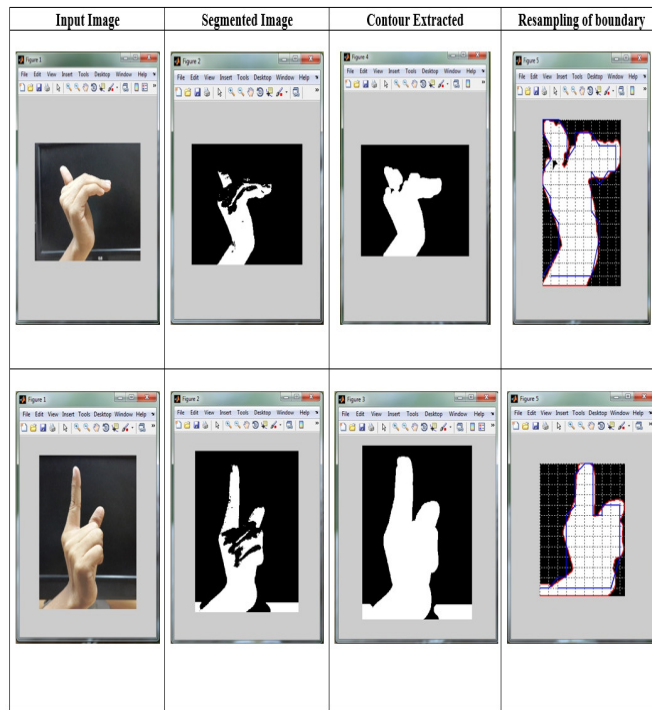 Input Image Segmented Image Contour Extracted Resampling of boundary
Figure 1 Figure 2 Figure 4 Figure 5
File Edit View Insert Tools Desktop Window Help File Edit View Insert Tools Desktop Window Help File Edit View Insert Tools Desktop Window Help File Edit View Insert Tools Desktop Window Help
Figure 1 Figure 2 Figure 3 Figure 5
File Edit View Insert Tools Desktop Window Help File Edit View Insert Tools Desktop Window Help File Edit View Insert Tools Desktop Window Help File Edit View Insert Tools Desktop Window Help